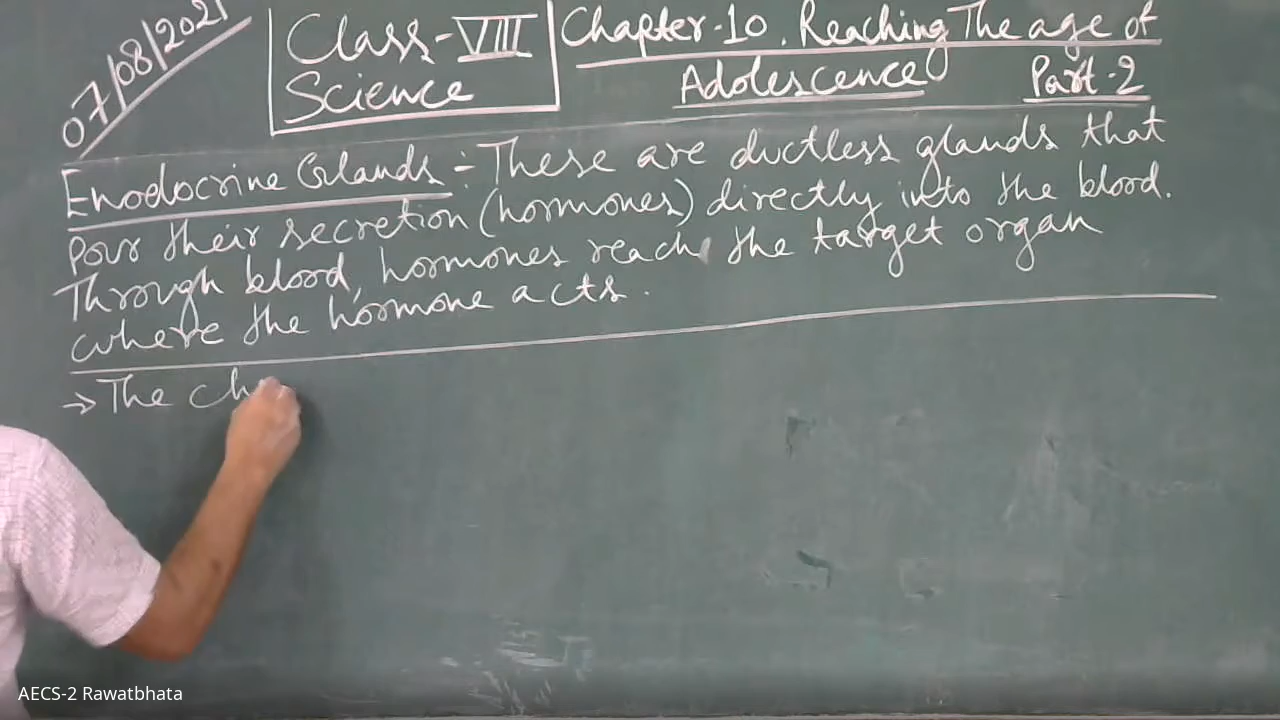 07/08/2021
Class-VIII
Science
Chapter-10. Reaching The age of
Adolescence
Part-2
Enodocrine Glands:- These are ductless glands that
Pour their secretion (hormones) directly into the blood.
Through blood, hormones reach the target organ
where the hormone acts.
→ The ch
AECS-2 Rawatbhata